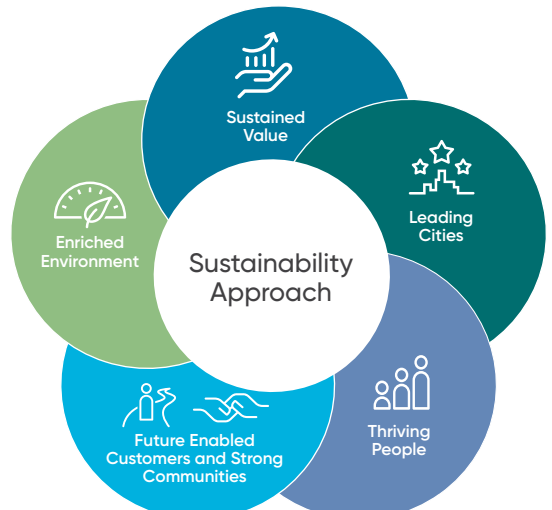 Sustained
Value
Leading
Cities
Enriched
Environment
Sustainability
Approach
Thriving
People
Future Enabled
Customers and Strong
Communities